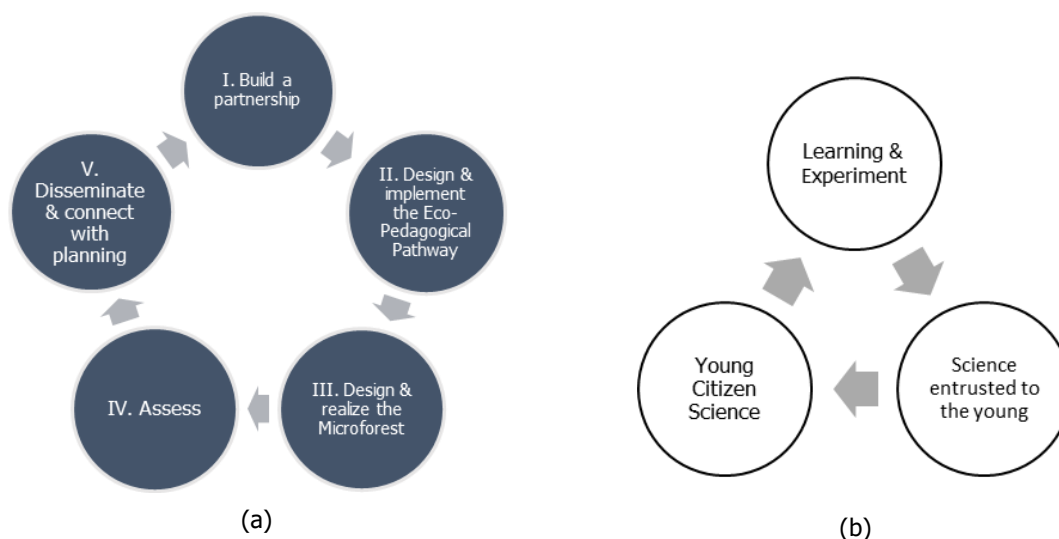 I. Build a
partnership
II. Design &
implement
the Eco-
Pedagogical
Pathway
III. Design &
realize the
Microforest
IV. Assess
V.
Disseminate
& connect
with
planning
(a)
Learning &
Experiment
Science
entrusted to
the young
Young
Citizen
Science
(b)